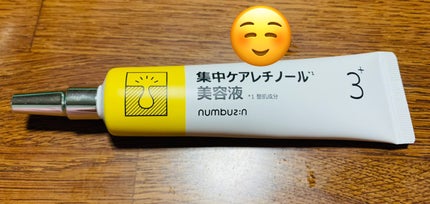 集中ケアレチノール*1
美容液 *1 整肌成分
numbuz:n
3+